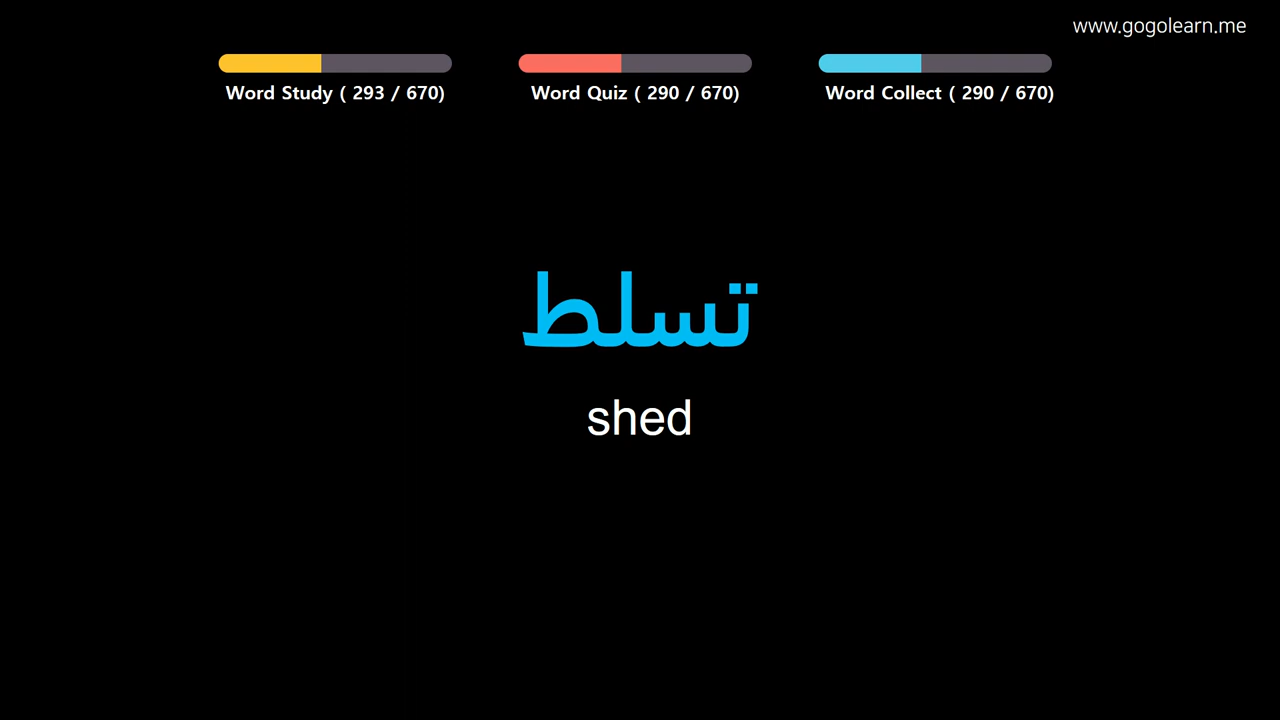 www.gogolearn.me
Word Study ( 293 / 670)
Word Quiz ( 290 / 670)
Word Collect ( 290 / 670)
تسلط
shed